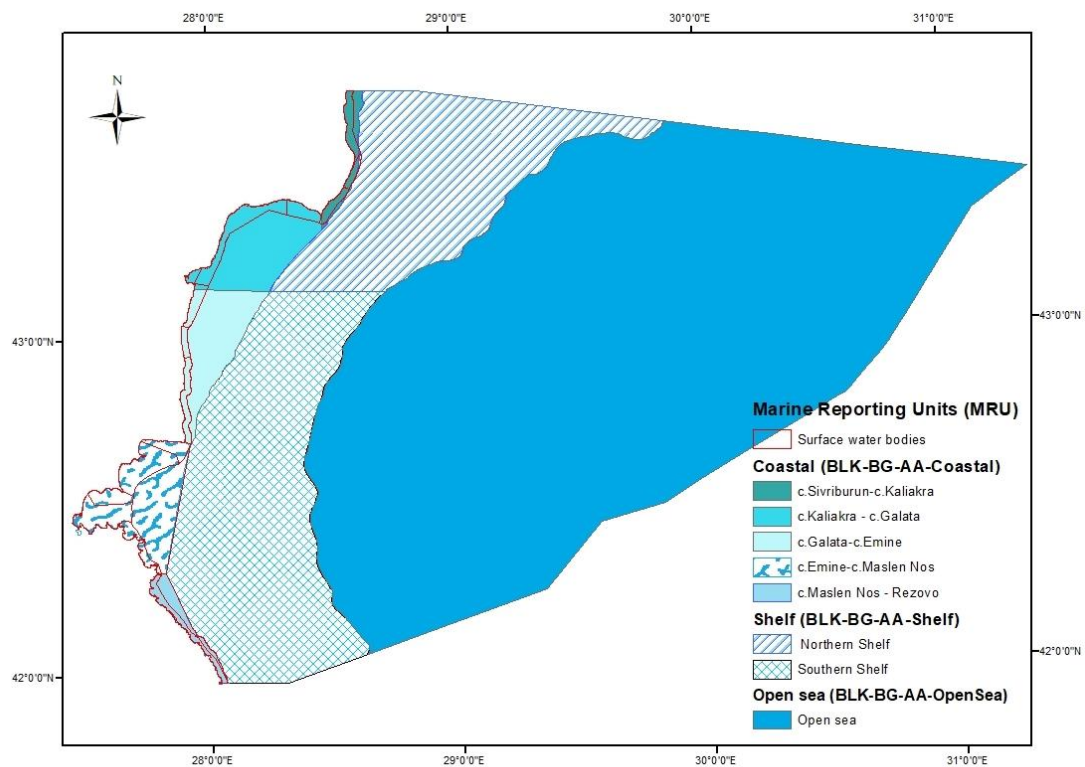 28°0'0"E
29°0'0"E
30°0'0"E
31°0'0"E
N
43°0'0"N
43°0'0"N
42°0'0"N
42°0'0"N
Marine Reporting Units (MRU)
Surface water bodies
Coastal (BLK-BG-AA-Coastal)
c.Sivriburun-c.Kaliakra
c.Kaliakra - c.Galata
c.Galata-c.Emine
c.Emine-c.Maslen Nos
c.Maslen Nos - Rezovo
Shelf (BLK-BG-AA-Shelf)
Northern Shelf
Southern Shelf
Open sea (BLK-BG-AA-OpenSea)
Open sea
28°0'0"E
29°0'0"E
30°0'0"E
31°0'0"E